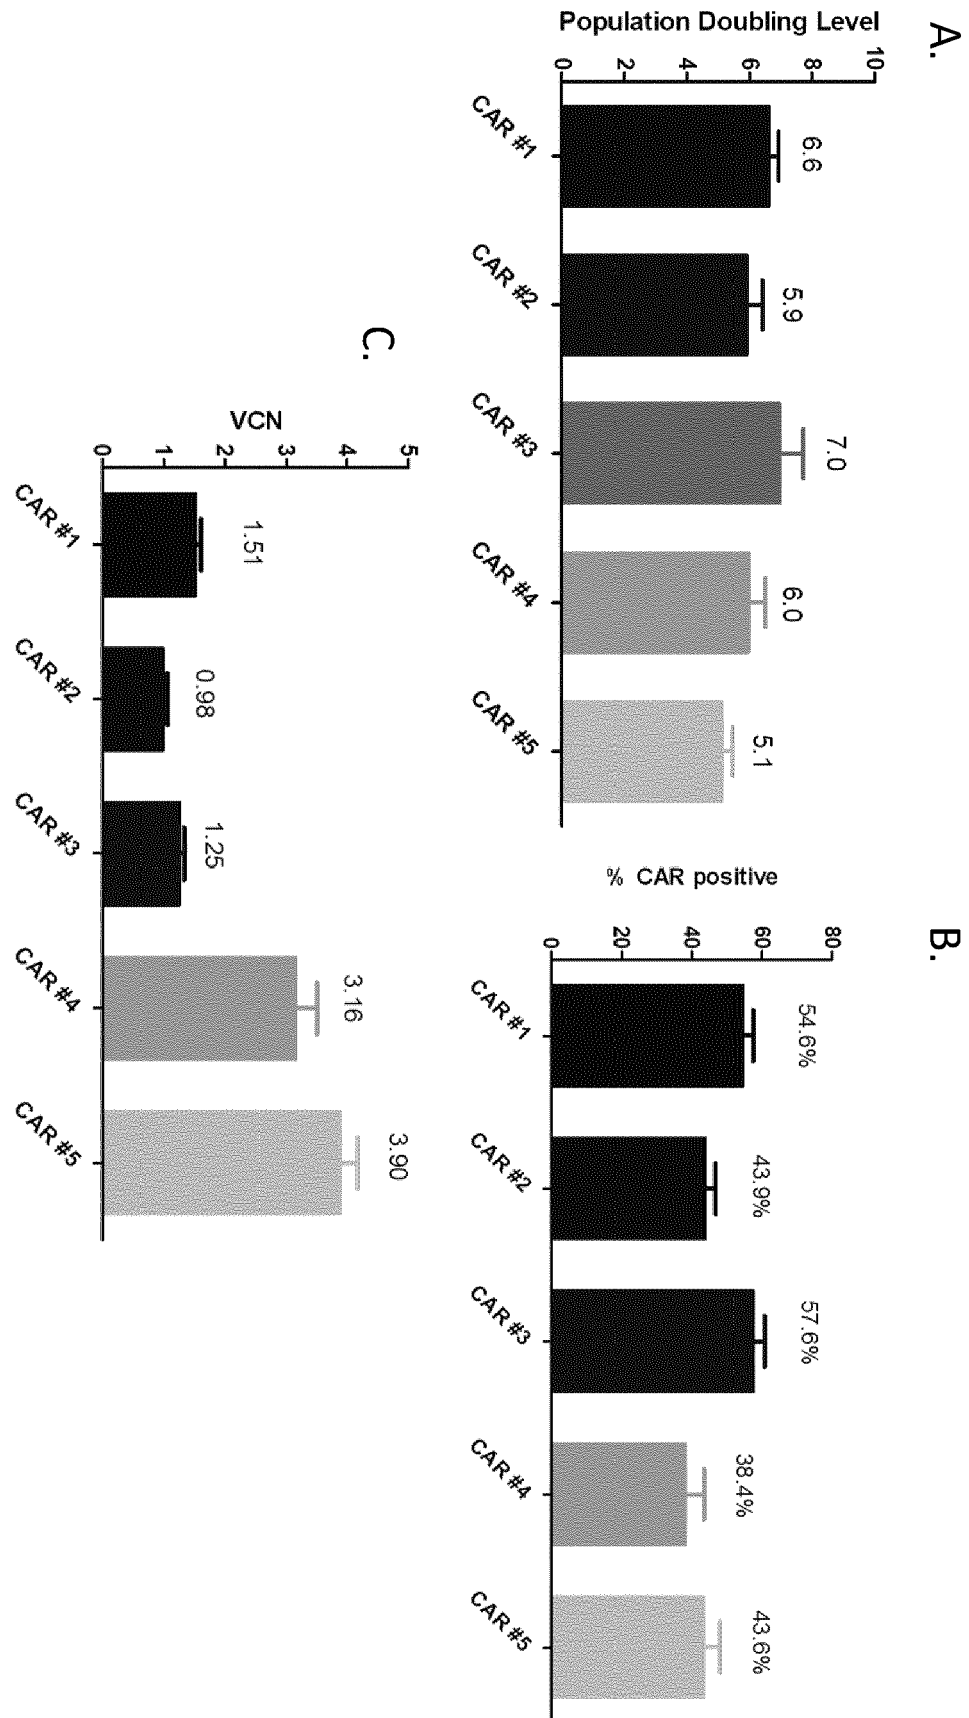 A.
Population Doubling Level
10
8
6
4
2
0
6.6
5.9
7.0
6.0
5.1
CAR #1
CAR #2
CAR #3
CAR #4
CAR #5
B.
% CAR positive
80
60
40
20
0
54.6%
43.9%
57.6%
38.4%
43.6%
CAR #1
CAR #2
CAR #3
CAR #4
CAR #5
C.
VCN
5
4
3
2
1
0
1.51
0.98
1.25
3.16
3.90
CAR #1
CAR #2
CAR #3
CAR #4
CAR #5